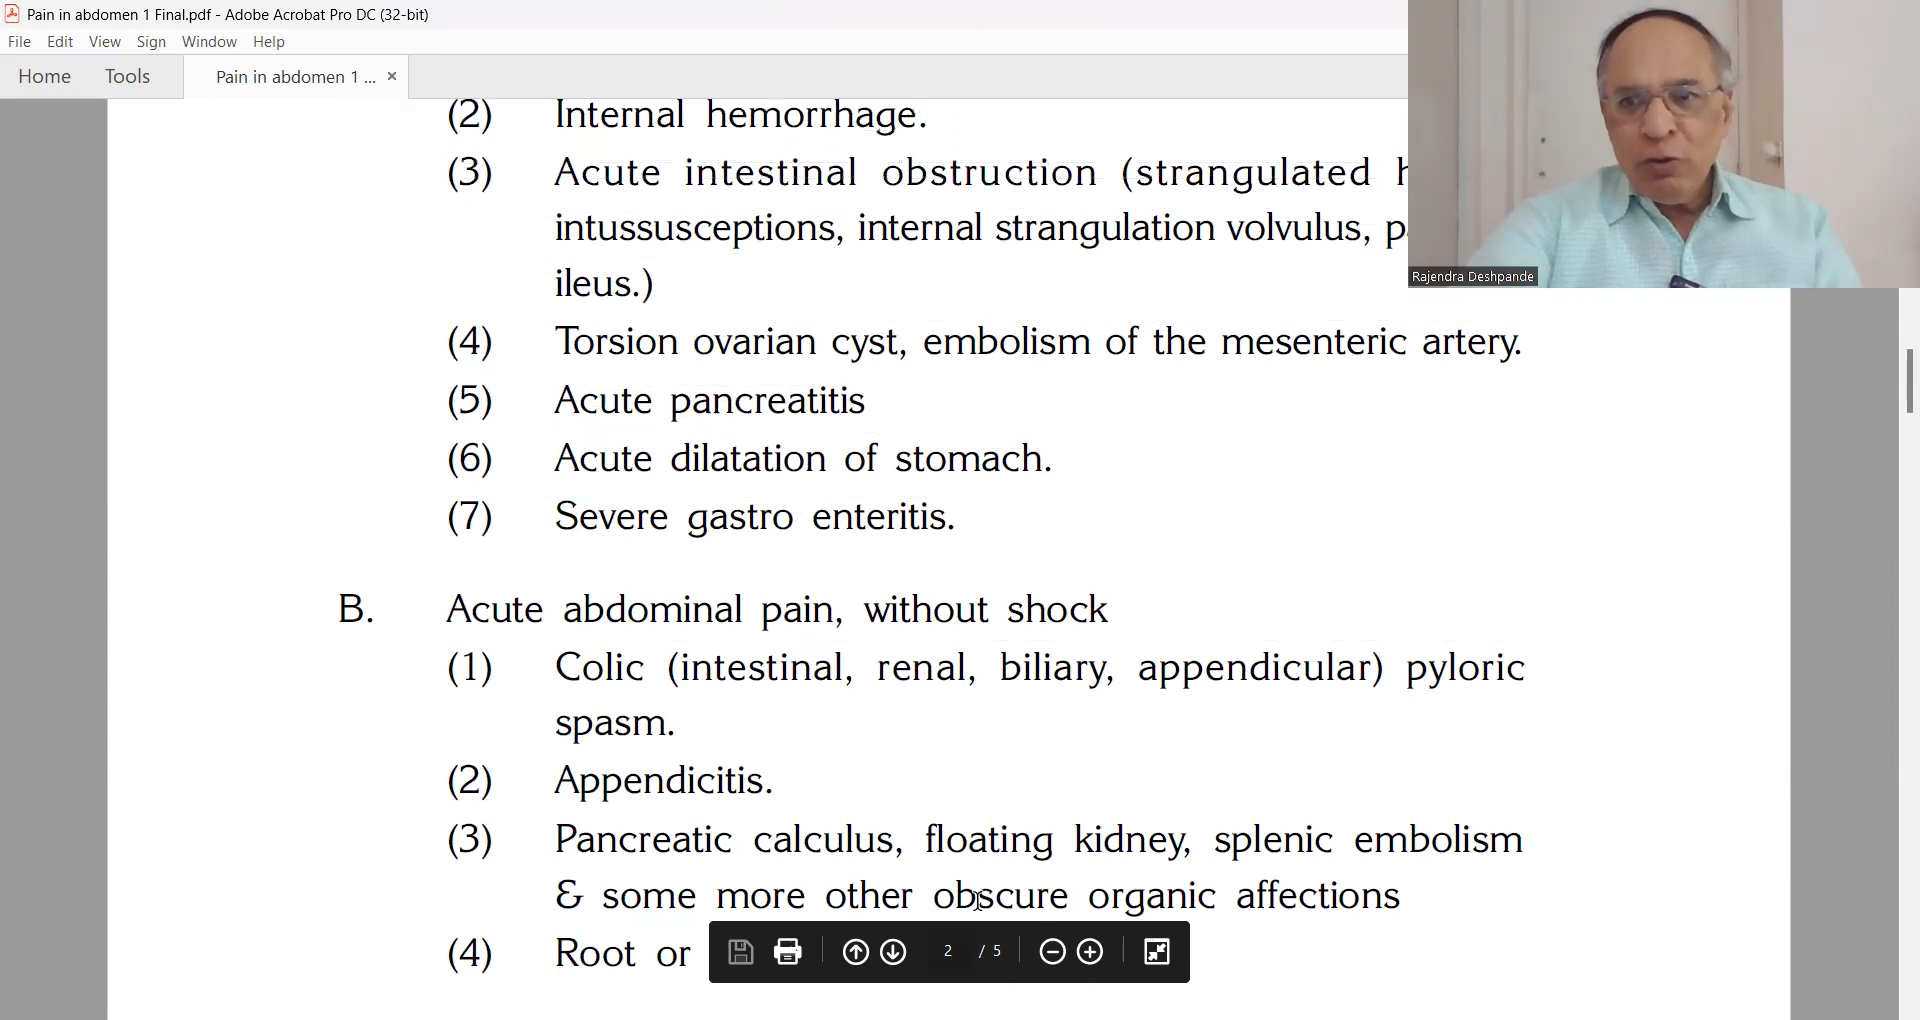 Pain in abdomen 1 Final.pdf - Adobe Acrobat Pro DC (32-bit)
File Edit View Sign Window Help
Home Tools Pain in abdomen 1 ... ×
(2) Internal hemorrhage.
(3) Acute intestinal obstruction (strangulated
intussusceptions, internal strangulation volvulus,
ileus.)
Rajendra Deshpande
(4) Torsion ovarian cyst, embolism of the mesenteric artery.
(5) Acute pancreatitis
(6) Acute dilatation of stomach.
(7) Severe gastro enteritis.
B. Acute abdominal pain, without shock
(1) Colic (intestinal, renal, biliary, appendicular) pyloric
spasm.
(2) Appendicitis.
(3) Pancreatic calculus, floating kidney, splenic embolism
& some more other obscure organic affections
(4) Root or
2 / 5